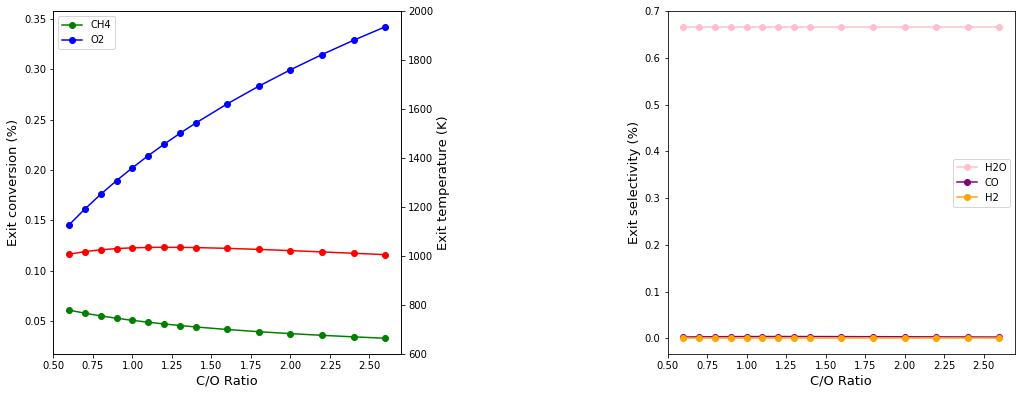 CH4
O2
Exit conversion (%)
0.35
0.30
0.25
0.20
0.15
0.10
0.05
2000
1800
1600
1400
1200
1000
800
600
Exit temperature (K)
0.50 0.75 1.00 1.25 1.50 1.75 2.00 2.25 2.50
C/O Ratio
Exit selectivity (%)
0.7
0.6
0.5
0.4
0.3
0.2
0.1
0.0
H2O
CO
H2
0.50 0.75 1.00 1.25 1.50 1.75 2.00 2.25 2.50
C/O Ratio